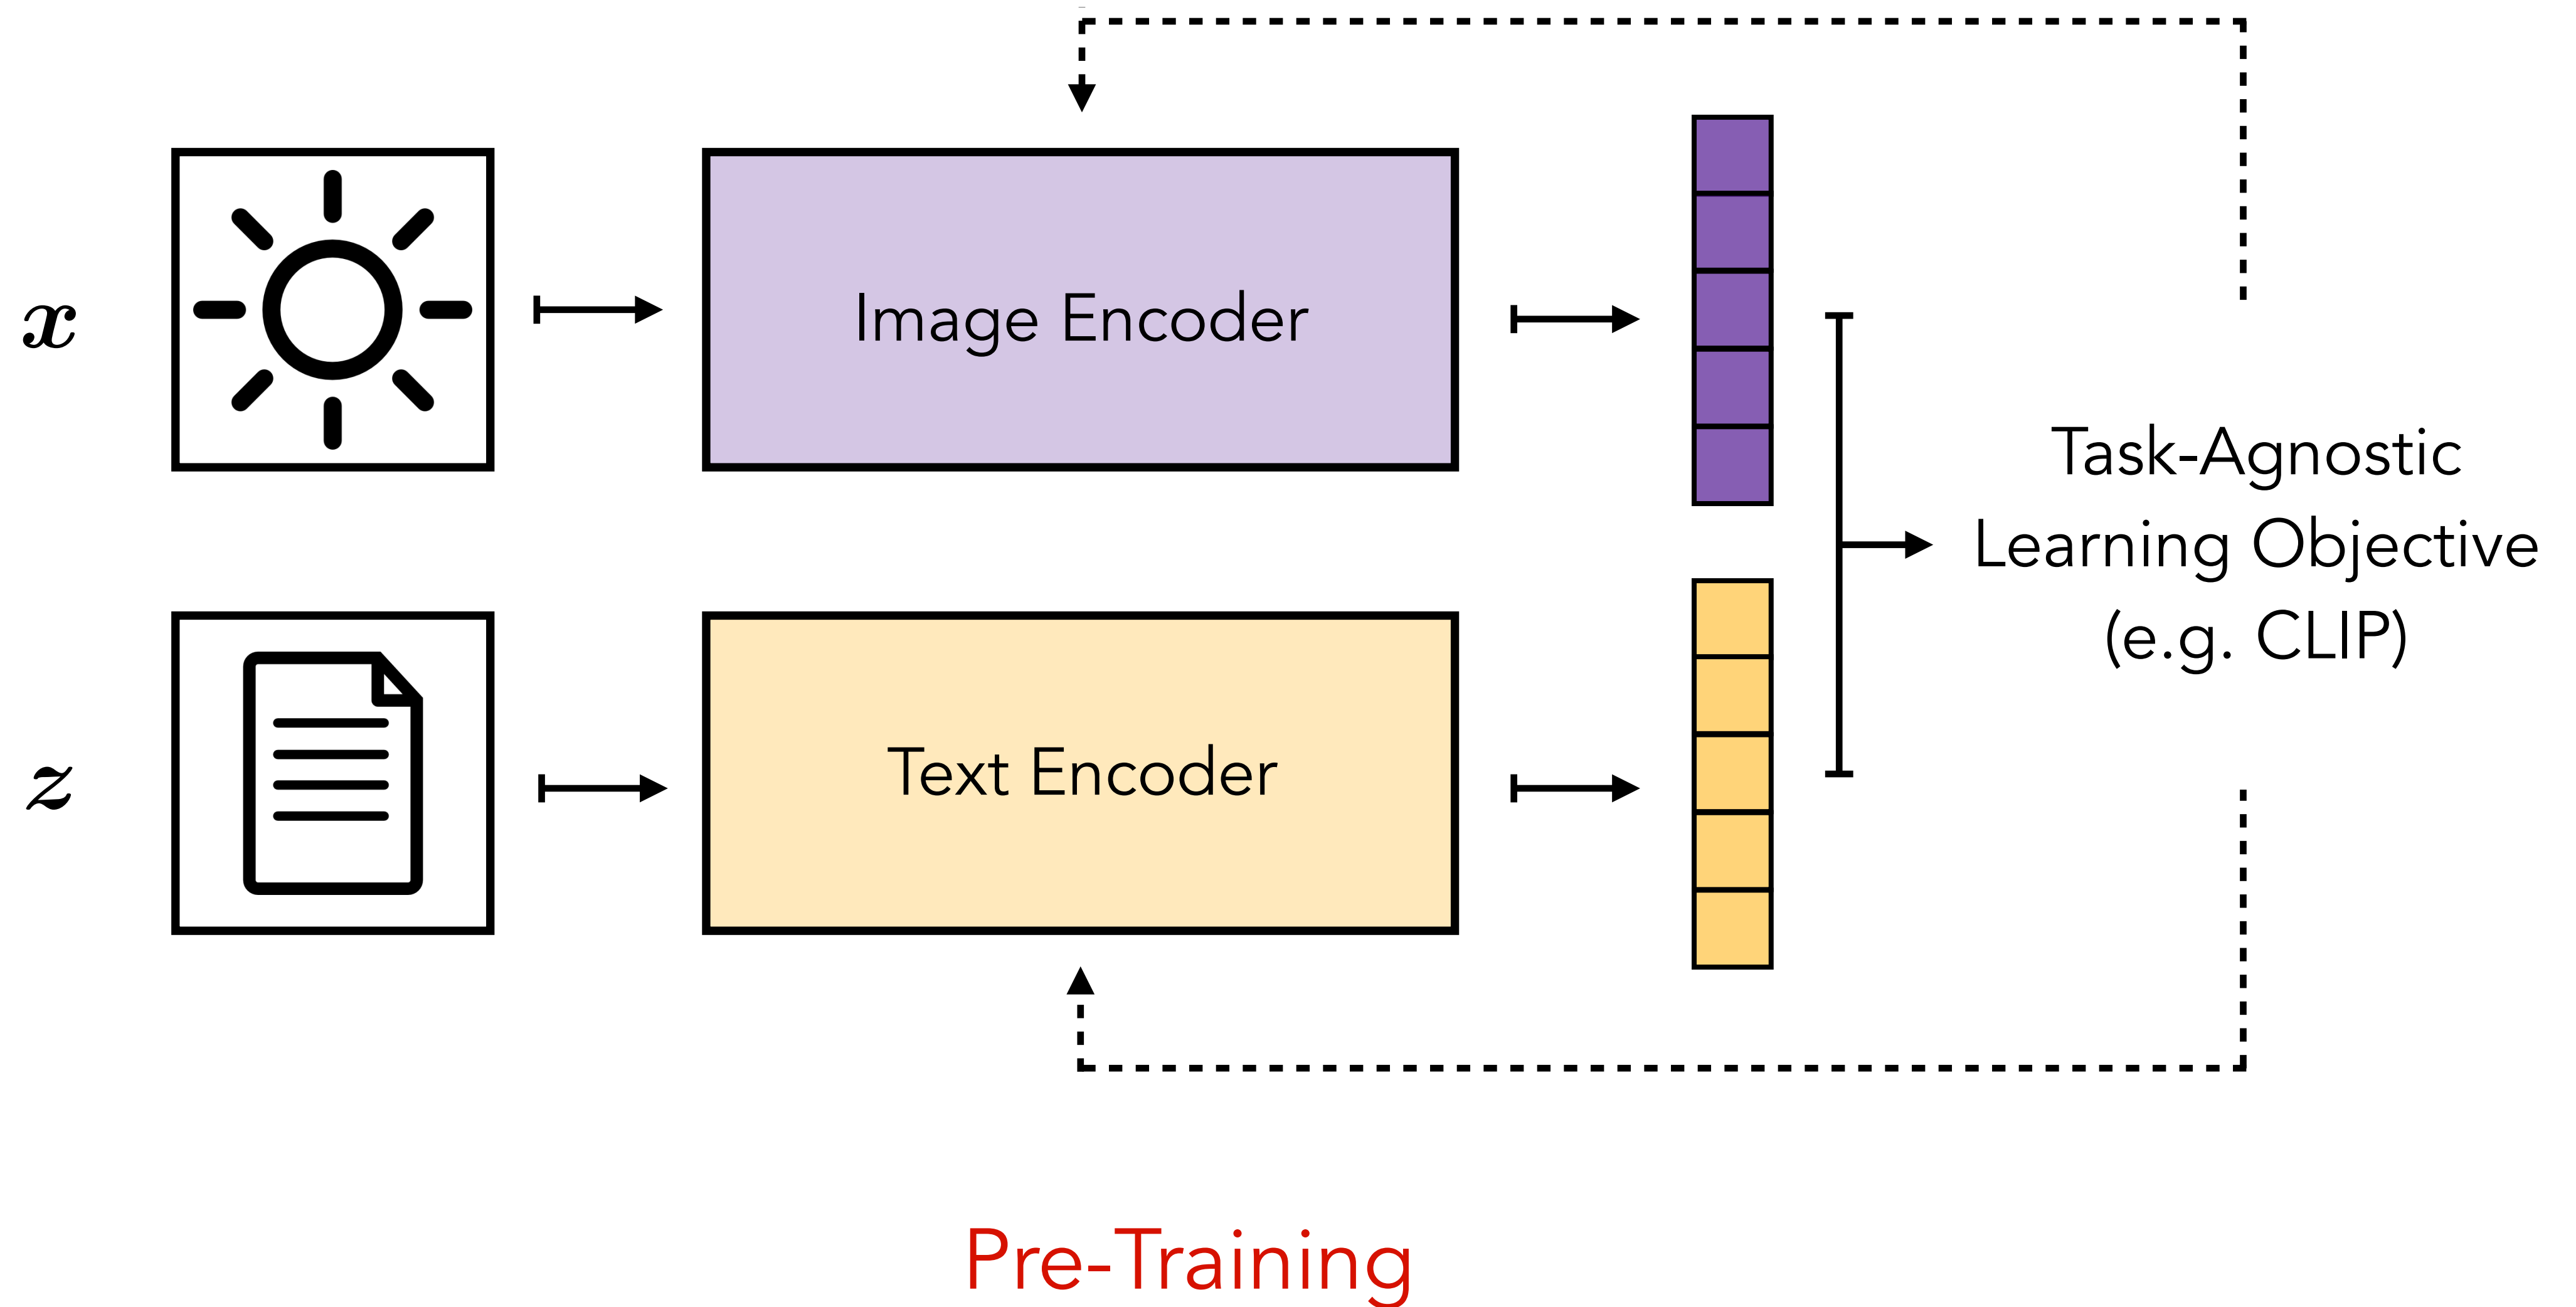 x
Image Encoder
Task-Agnostic
Learning Objective
(e.g. CLIP)
z
Text Encoder
Pre-Training